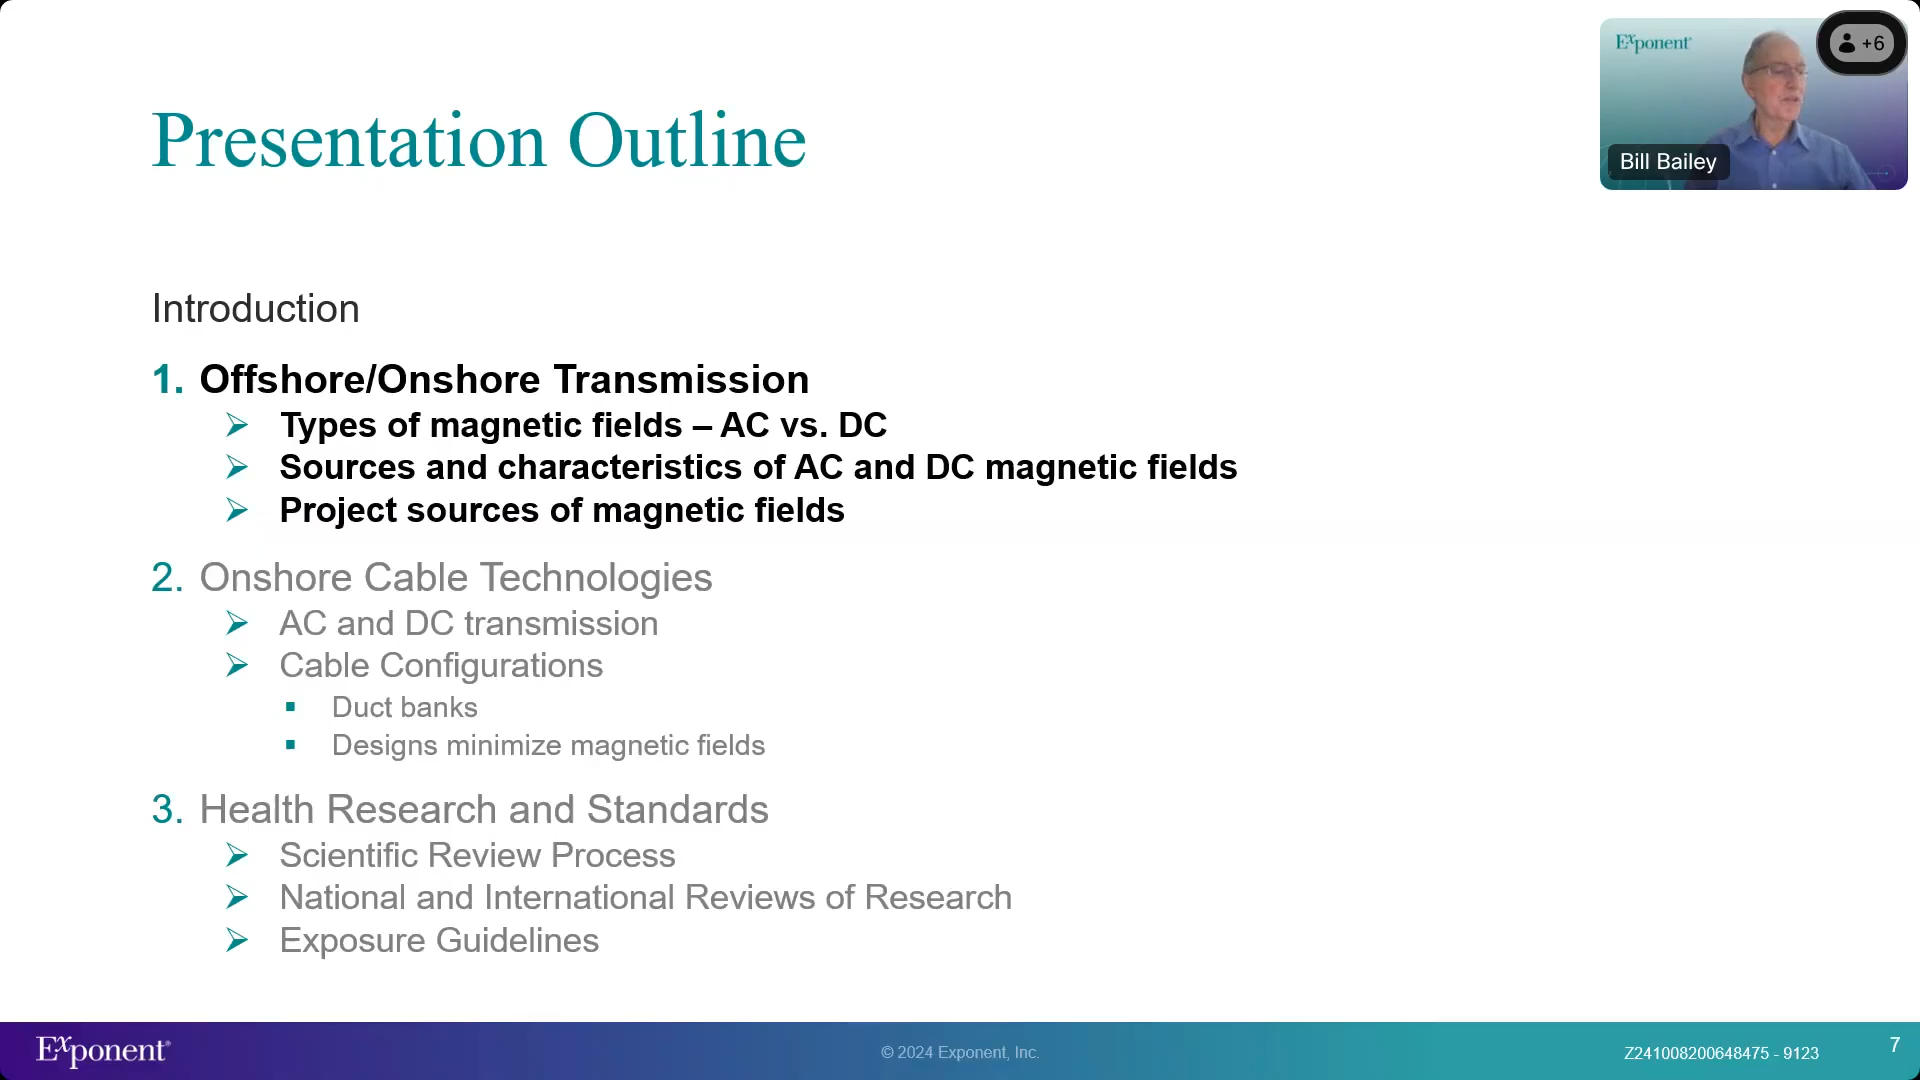 Exponent®
+6
Bill Bailey
Presentation Outline
Introduction
1. Offshore/Onshore Transmission
Types of magnetic fields – AC vs. DC
Sources and characteristics of AC and DC magnetic fields
Project sources of magnetic fields
2. Onshore Cable Technologies
AC and DC transmission
Cable Configurations
Duct banks
Designs minimize magnetic fields
3. Health Research and Standards
Scientific Review Process
National and International Reviews of Research
Exposure Guidelines
Exponent®
© 2024 Exponent, Inc.
Z241008200648475 - 9123
7